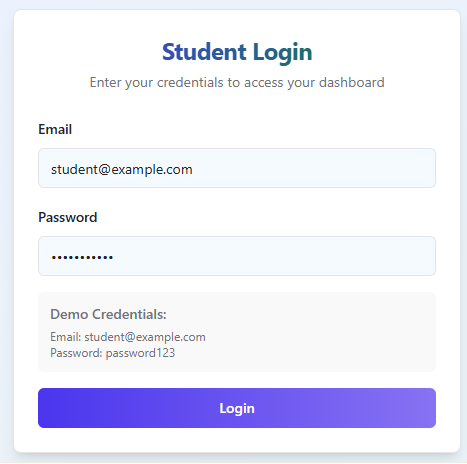 Student Login
Enter your credentials to access your dashboard
Email
student@example.com
Password
•••••••••••
Demo Credentials:
Email: student@example.com
Password: password123
Login